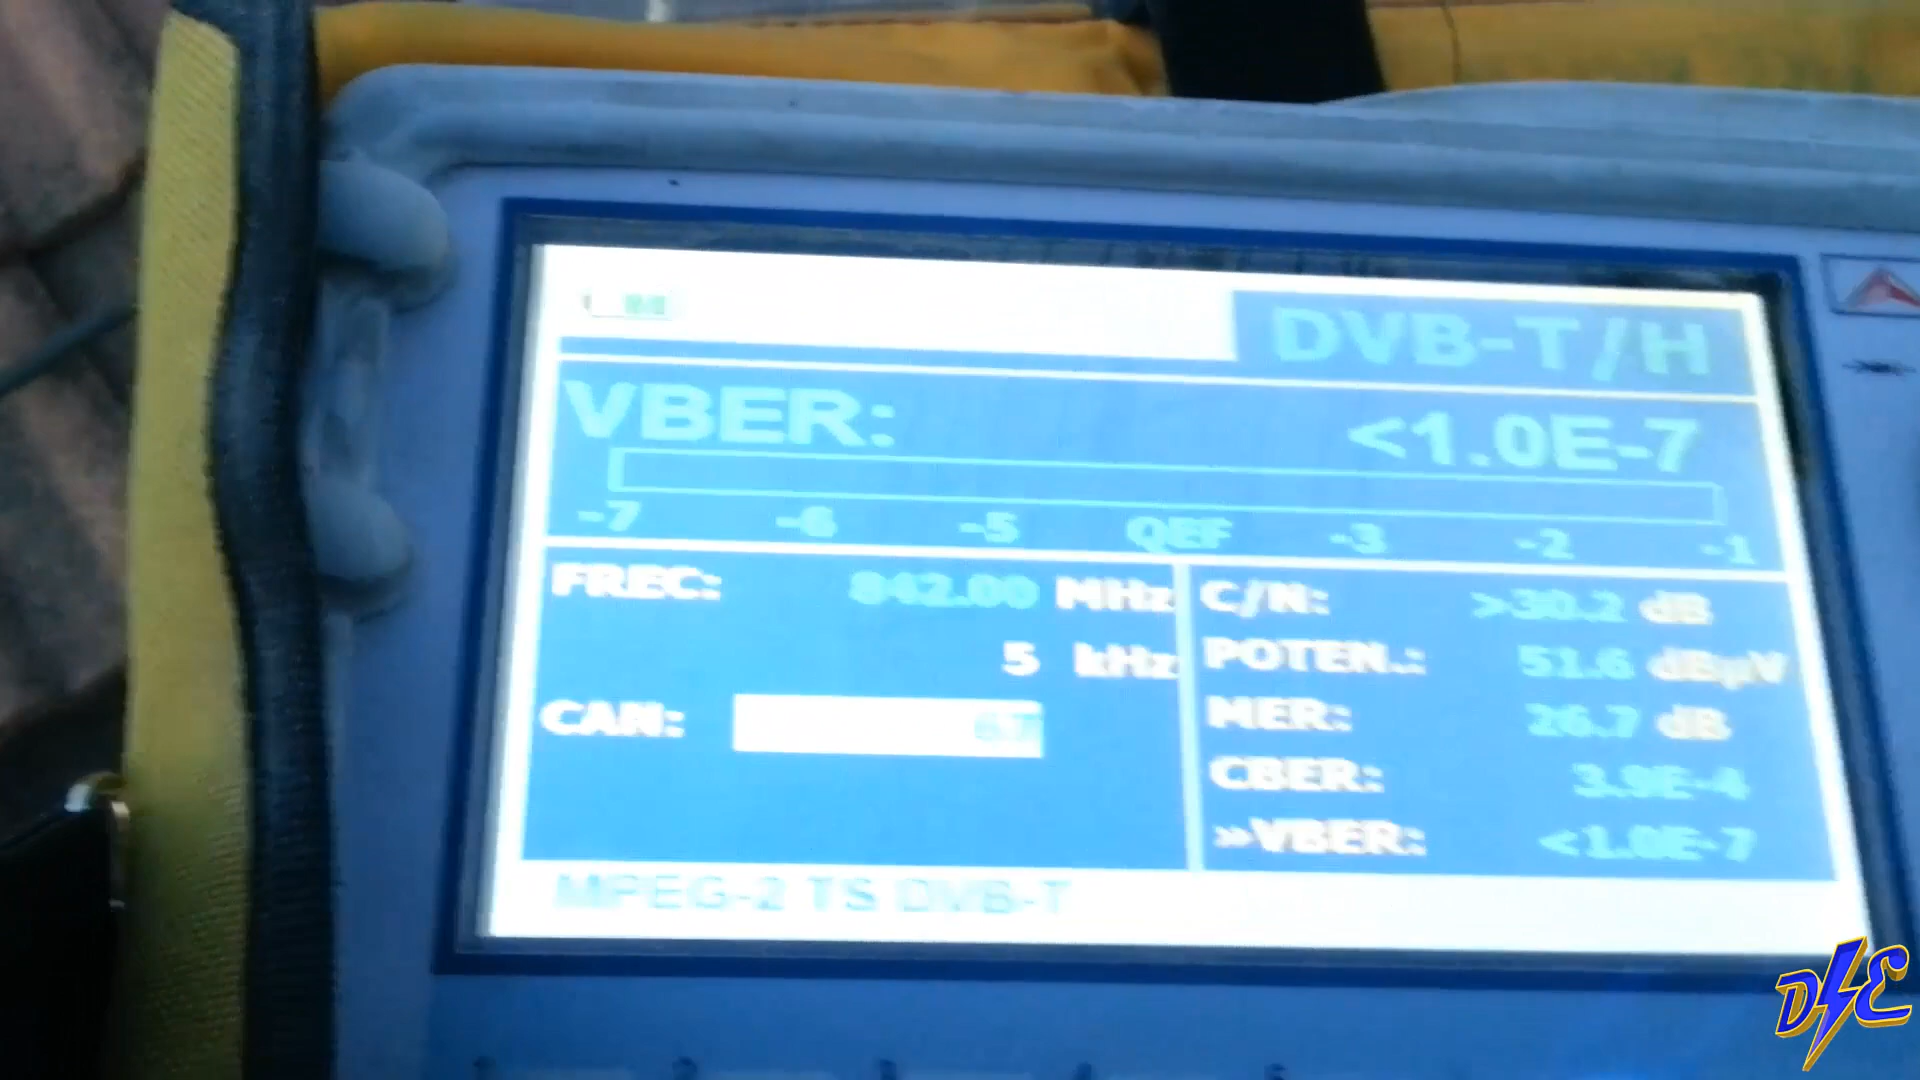 DVB-T/H
VBER: <1.0E-7
-7 -6 -5 QEF -3 -2 -1
FREC: 842.00 MHz
5 kHz
CAN: 67
C/N: >30.2 dB
POTEN.: 51.6 dBµV
MER: 26.7 dB
CBER: 3.9E-4
»VBER: <1.0E-7
MPEG-2 TS DVB-T
DE